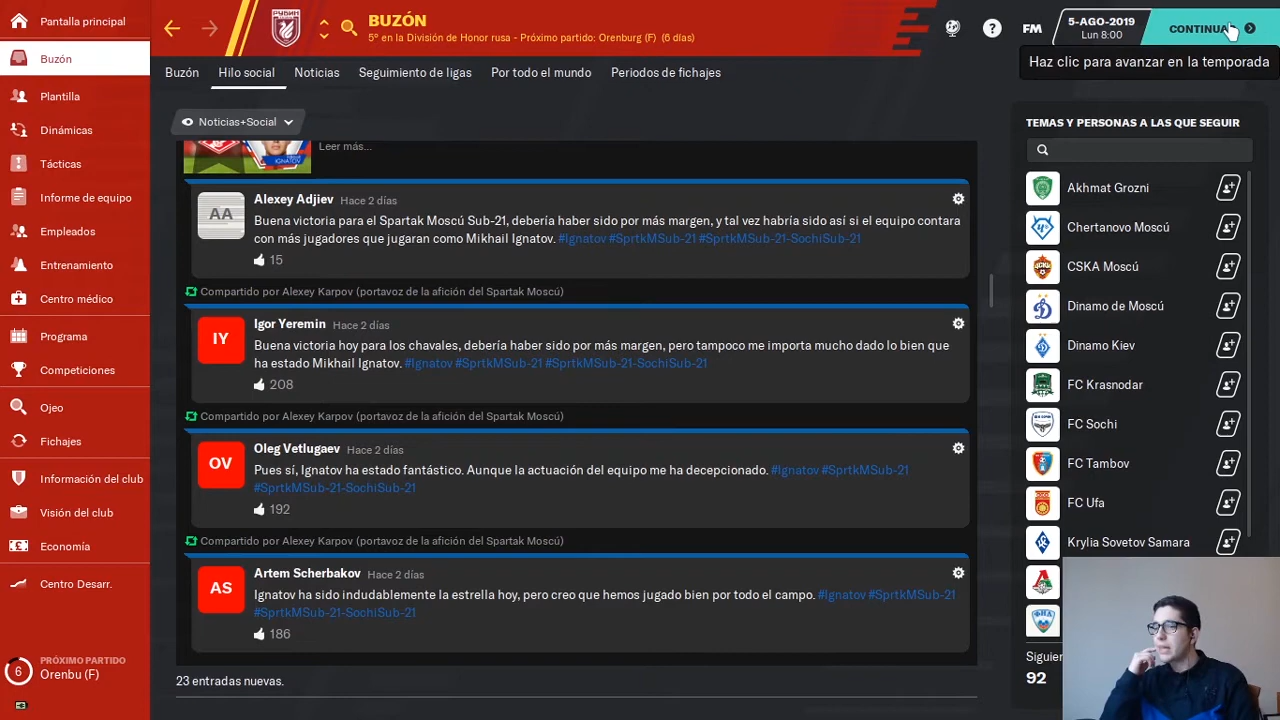 Pantalla principal
Buzón
Plantilla
Dinámicas
Tácticas
Informe de equipo
Empleados
Entrenamiento
Centro médico
Programa
Competiciones
Ojeo
Fichajes
Información del club
Visión del club
Economía
Centro Desarr.
6
PRÓXIMO PARTIDO
Orenbu (F)
BUZÓN
5º en la División de Honor rusa - Próximo partido: Orenburg (F) (6 días)
?
FM
5-AGO-2019
Lun 8:00
Haz clic para avanzar en la temporada
Buzón
Hilo social
Noticias
Seguimiento de ligas
Por todo el mundo
Periodos de fichajes
Noticias+Social
IGNATOV
Leer más...
AA
Alexey Adjiev Hace 2 días
Buena victoria para el Spartak Moscú Sub-21, debería haber sido por más margen, y tal vez habría sido así si el equipo contara
con más jugadores que jugaran como Mikhail Ignatov. #Ignatov #SprtkMSub-21 #SprtkMSub-21-SochiSub-21
15
Compartido por Alexey Karpov (portavoz de la afición del Spartak Moscú)
IY
Igor Yeremin Hace 2 días
Buena victoria hoy para los chavales, debería haber sido por más margen, pero tampoco me importa mucho dado lo bien que
ha estado Mikhail Ignatov. #Ignatov #SprtkMSub-21 #SprtkMSub-21-SochiSub-21
208
Compartido por Alexey Karpov (portavoz de la afición del Spartak Moscú)
OV
Oleg Vetlugaev Hace 2 días
Pues sí, Ignatov ha estado fantástico. Aunque la actuación del equipo me ha decepcionado. #Ignatov #SprtkMSub-21
#SprtkMSub-21-SochiSub-21
192
Compartido por Alexey Karpov (portavoz de la afición del Spartak Moscú)
AS
Artem Scherbakov Hace 2 días
Ignatov ha sido indudablemente la estrella hoy, pero creo que hemos jugado bien por todo el campo. #Ignatov #SprtkMSub-21
#SprtkMSub-21-SochiSub-21
186
23 entradas nuevas.
TEMAS Y PERSONAS A LAS QUE SEGUIR
Akhmat Grozni
Chertanovo Moscú
CSKA Moscú
Dinamo de Moscú
Dinamo Kiev
FC Krasnodar
FC Sochi
FC Tambov
FC Ufa
Krylia Sovetov Samara
92